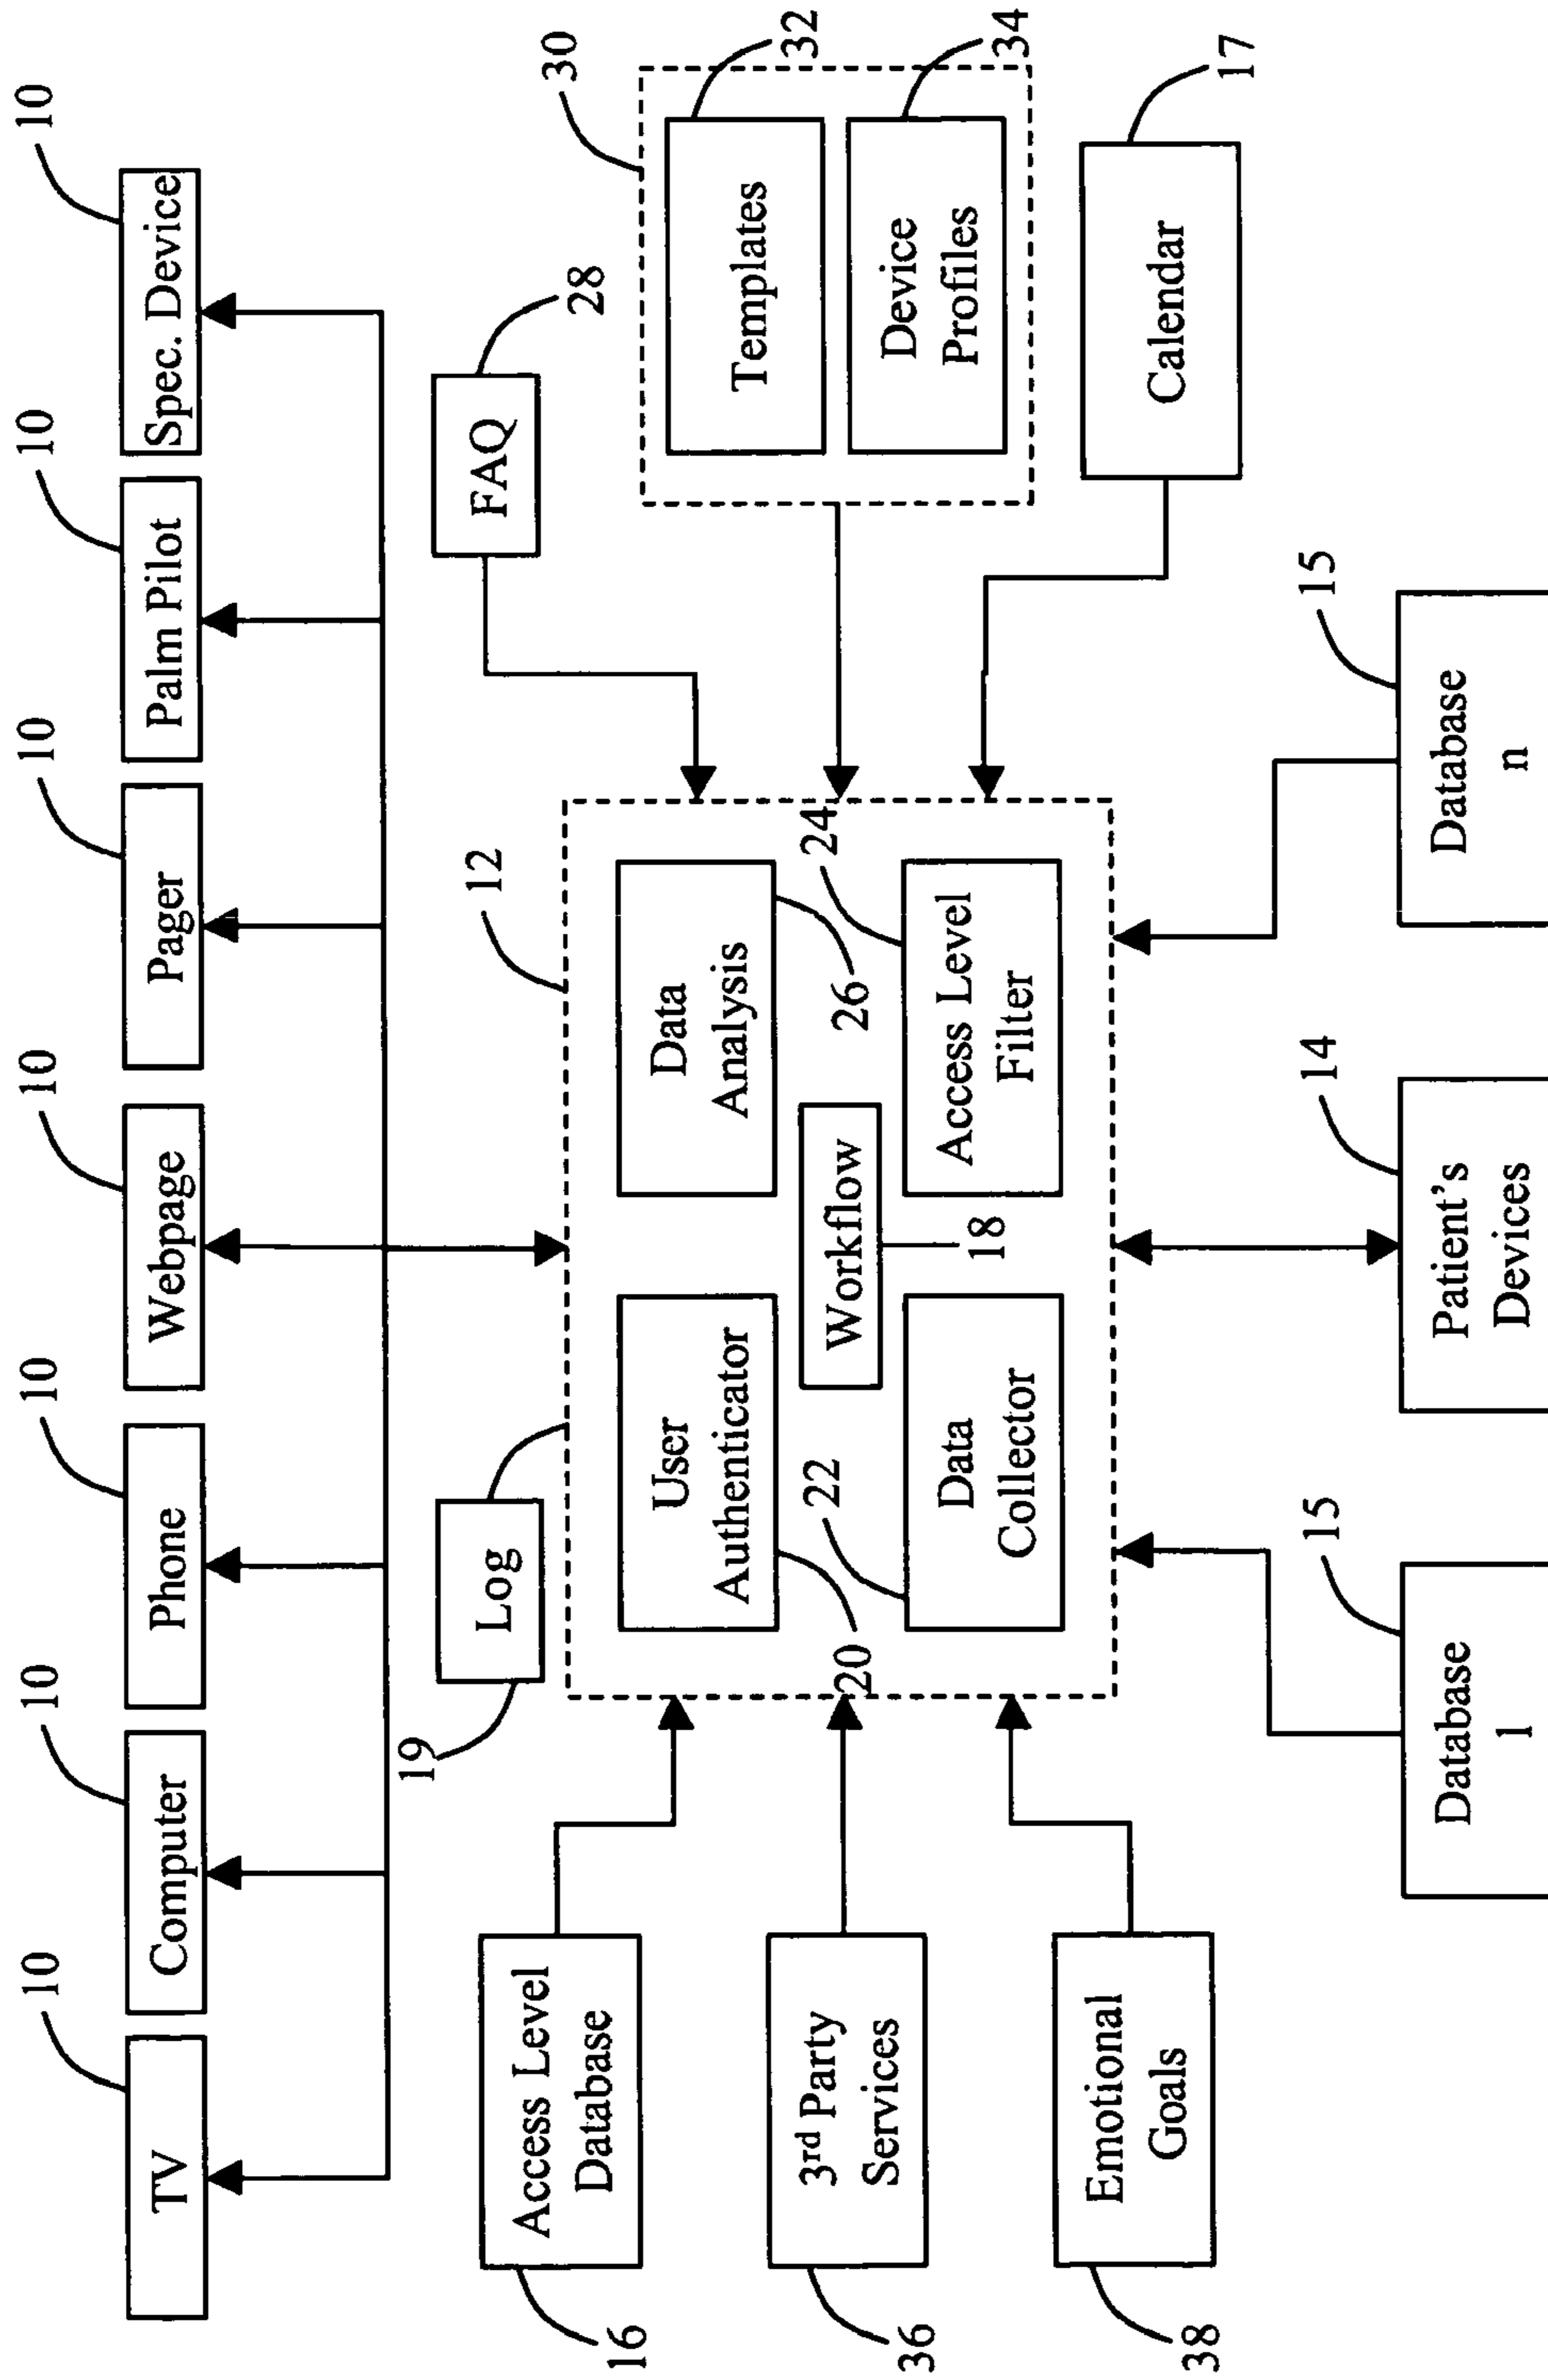 10
10
10
10
10
10
10
TV
Computer
Phone
Webpage
Pager
Palm Pilot
Spec. Device
19
Log
12
FAQ
28
30
16
Access Level
Database
User
Authenticator
Data
Analysis
Templates
32
20
22
Workflow
18
26
24
36
3rd Party
Services
Data
Collector
Access Level
Filter
Device
Profiles
34
38
Emotional
Goals
Calendar
17
15
14
15
Database
1
Patient's
Devices
Database
n